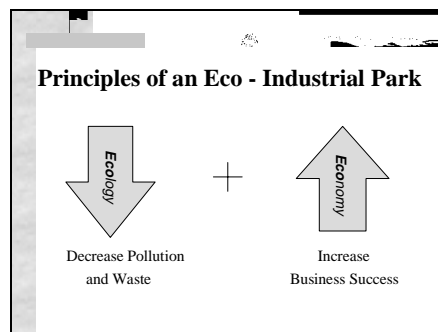 Principles of an Eco - Industrial Park
Ecology
+
Economy
Decrease Pollution
and Waste
Increase
Business Success